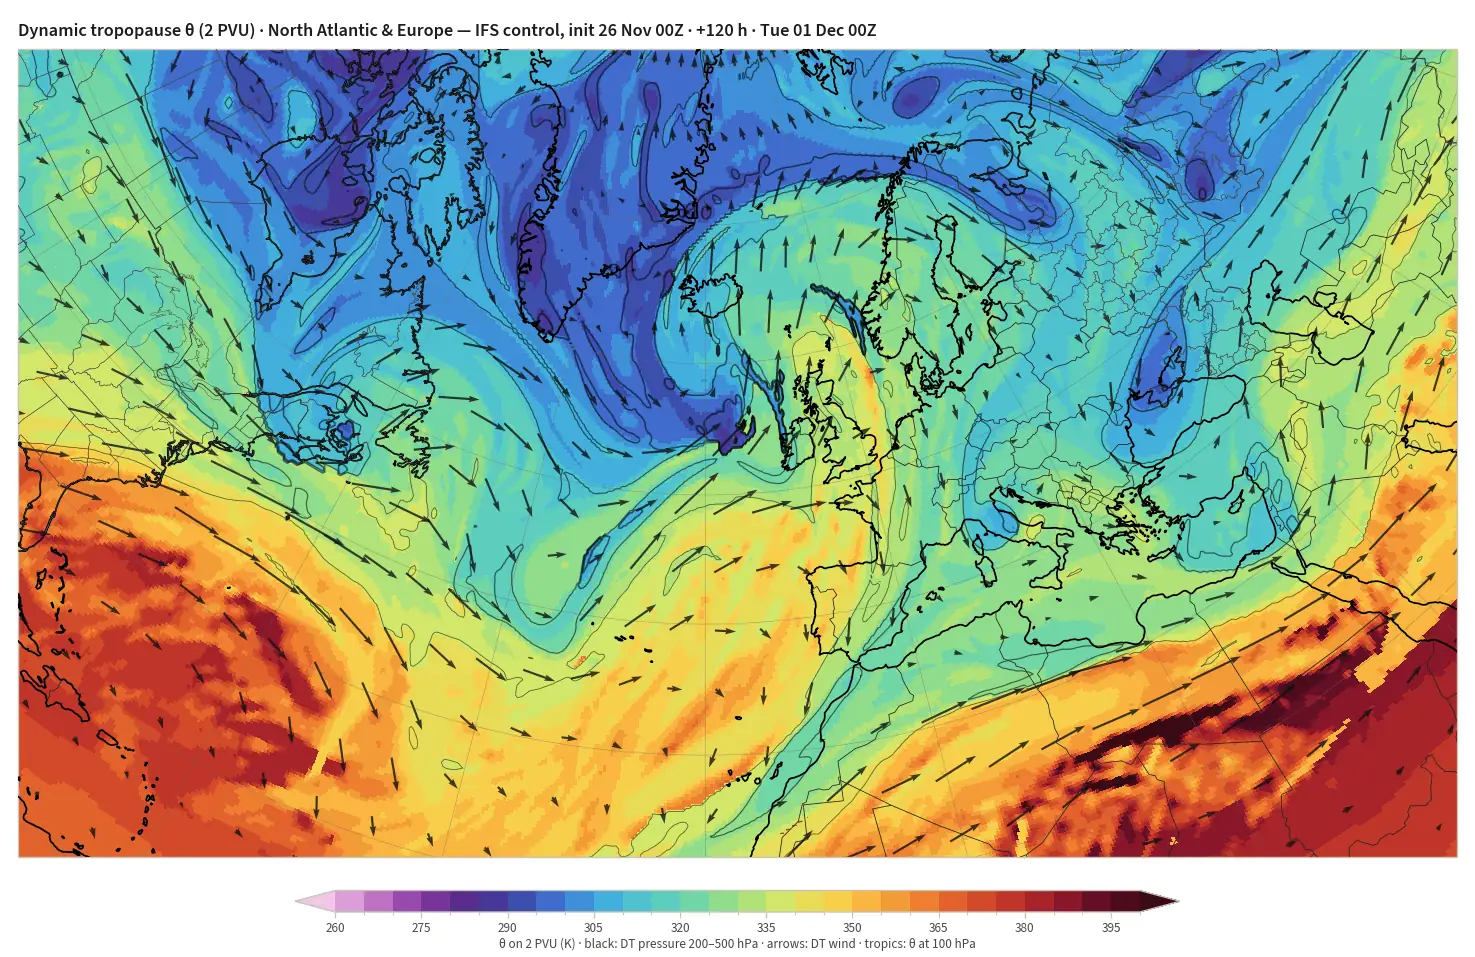 Dynamic tropopause θ (2 PVU) · North Atlantic & Europe — IFS control, init 26 Nov 00Z · +120 h · Tue 01 Dec 00Z
260 275 290 305 320 335 350 365 380 395
θ on 2 PVU (K) · black: DT pressure 200–500 hPa · arrows: DT wind · tropics: θ at 100 hPa